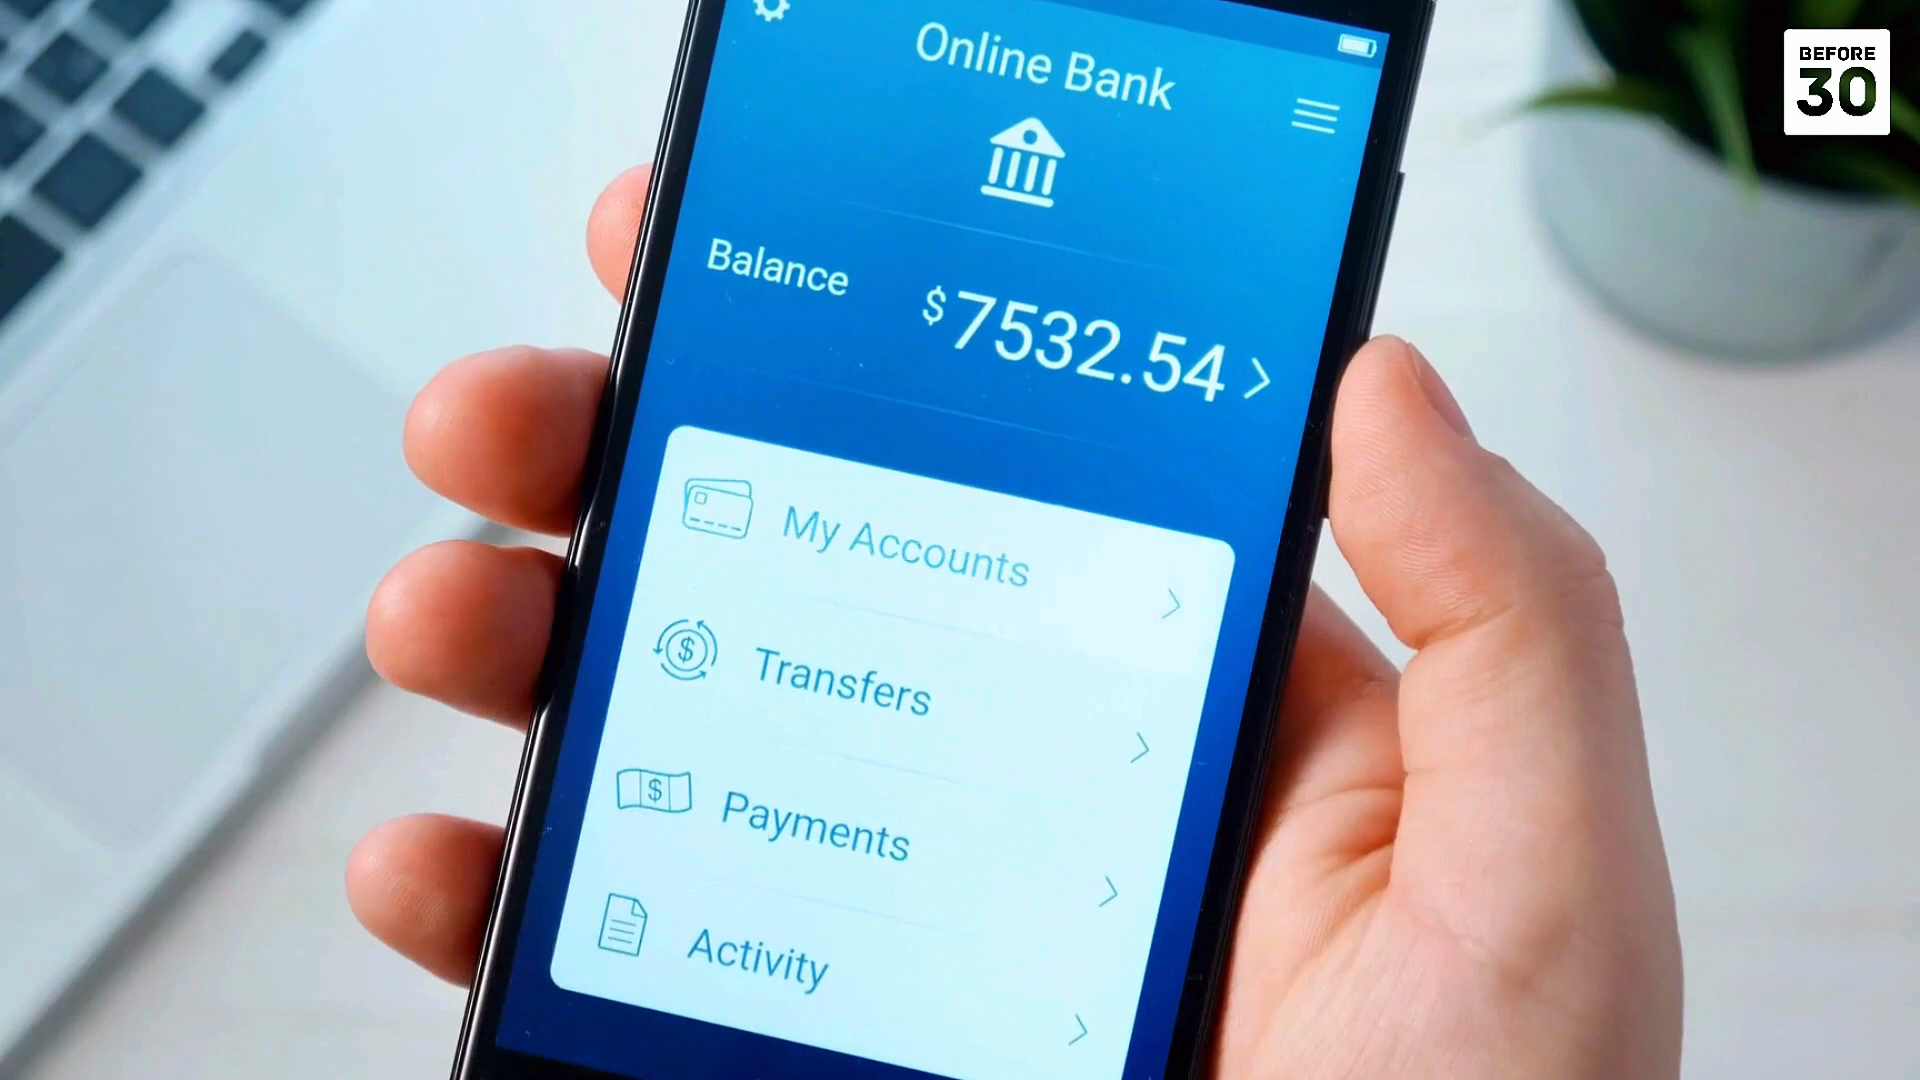 Online Bank
BEFORE
30
Balance
$7532.54
My Accounts
Transfers
$
Payments
$
Activity